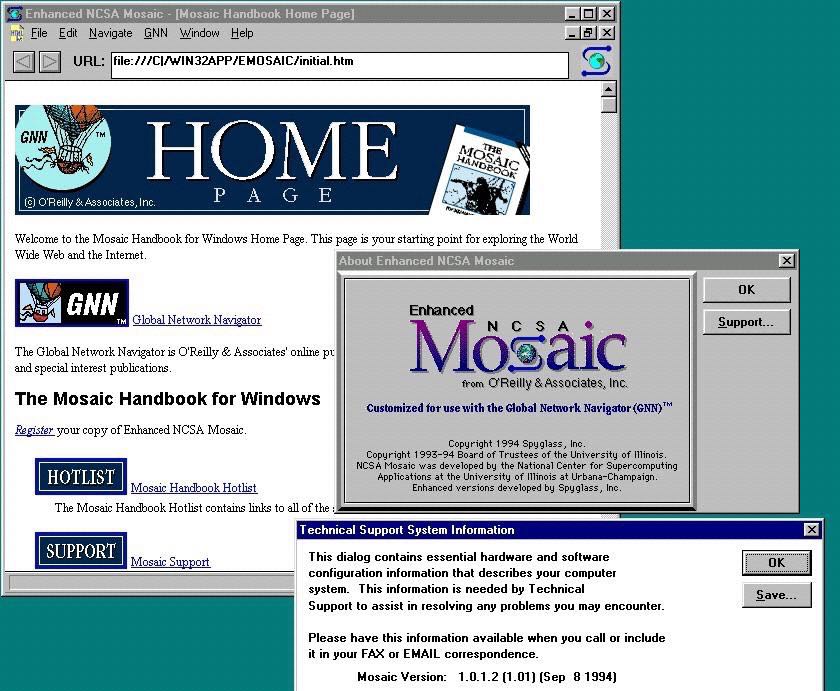 Enhanced NCSA Mosaic - [Mosaic Handbook Home Page]
File Edit Navigate GNN Window Help
URL: file:///C|/WIN32APP/EMOSAIC/initial.htm
GNN TM
HOME
PAGE
© O'Reilly & Associates, Inc.
THE MOSAIC HANDBOOK
Welcome to the Mosaic Handbook for Windows Home Page. This page is your starting point for exploring the World
Wide Web and the Internet.
GNN TM Global Network Navigator
The Global Network Navigator is O'Reilly & Associates' online
and special interest publications.
The Mosaic Handbook for Windows
Register your copy of Enhanced NCSA Mosaic.
HOTLIST Mosaic Handbook Hotlist
The Mosaic Handbook Hotlist contains links to all of the
SUPPORT Mosaic Support
About Enhanced NCSA Mosaic
OK
Support...
Enhanced
NCSA
Mosaic
from O'Reilly & Associates, Inc.
Customized for use with the Global Network Navigator (GNN)™
Copyright 1994 Spyglass, Inc.
Copyright 1993-94 Board of Trustees of the University of Illinois.
NCSA Mosaic was developed by the National Center for Supercomputing
Applications at the University of Illinois at Urbana-Champaign.
Enhanced versions developed by Spyglass, Inc.
Technical Support System Information
OK
Save...
This dialog contains essential hardware and software
configuration information that describes your computer
system. This information is needed by Technical
Support to assist in resolving any problems you may encounter.
Please have this information available when you call or include
it in your FAX or EMAIL correspondence.
Mosaic Version: 1.0.1.2 (1.01) (Sep 8 1994)